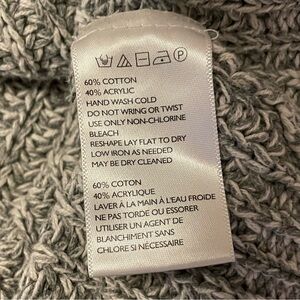 60% COTTON
40% ACRYLIC
HAND WASH COLD
DO NOT WRING OR TWIST
USE ONLY NON-CHLORINE
BLEACH
RESHAPE LAY FLAT TO DRY
LOW IRON AS NEEDED
MAY BE DRY CLEANED
60% COTON
40% ACRYLIQUE
LAVER À LA MAIN À L'EAU FROIDE
NE PAS TORDE OU ESSORER
UTILISER UN AGENT DE
BLANCHIMENT SANS
CHLORE SI NÉCESSAIRE